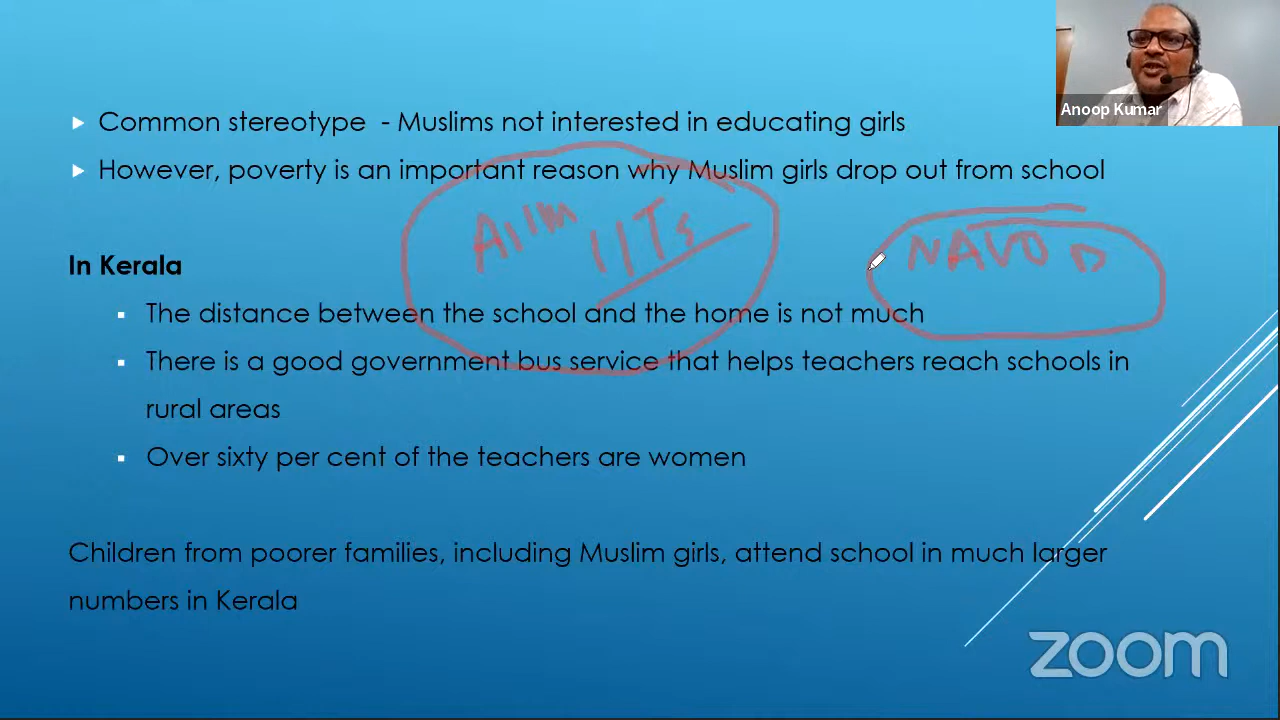 Anoop Kumar
Common stereotype - Muslims not interested in educating girls
However, poverty is an important reason why Muslim girls drop out from school
AIIM
IITs
NAVOD
In Kerala
The distance between the school and the home is not much
There is a good government bus service that helps teachers reach schools in
rural areas
Over sixty per cent of the teachers are women
Children from poorer families, including Muslim girls, attend school in much larger
numbers in Kerala
zoom